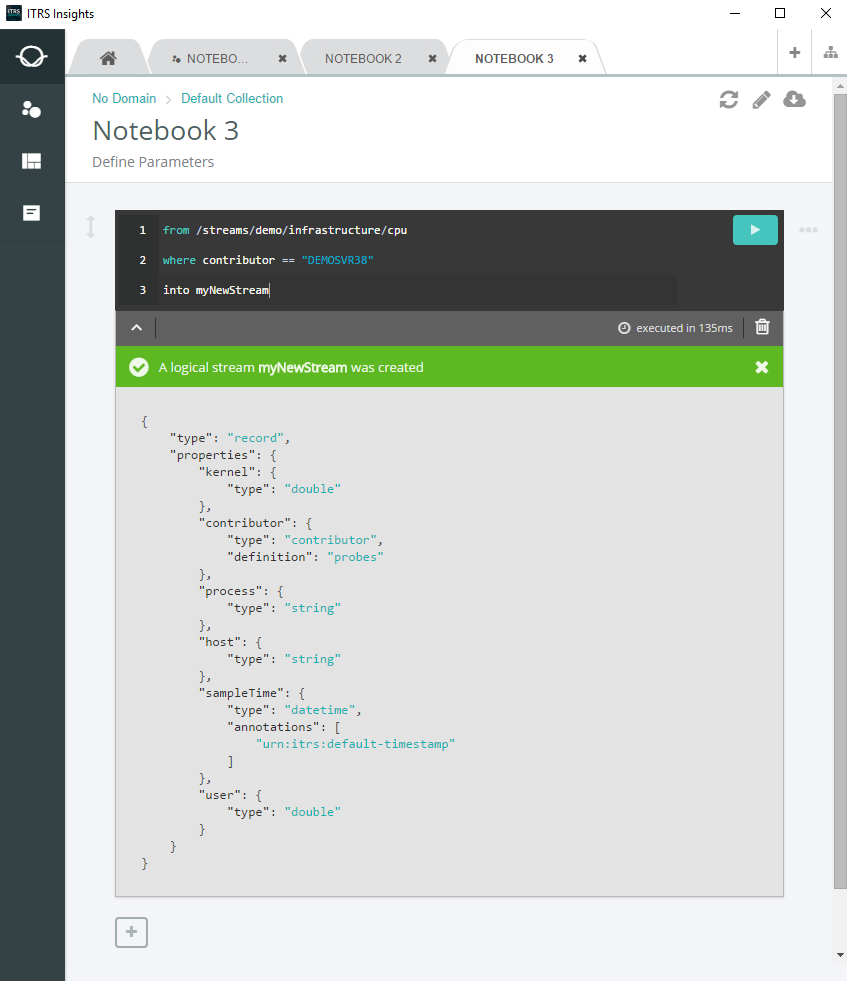 ITRS Insights
NOTEBO...
NOTEBOOK 2
NOTEBOOK 3
No Domain
Default Collection
Notebook 3
Define Parameters
1 from /streams/demo/infrastructure/cpu
2 where contributor == "DEMOSVR38"
3 into myNewStream
executed in 135ms
A logical stream myNewStream was created
{
"type": "record",
"properties": {
"kernel": {
"type": "double"
},
"contributor": {
"type": "contributor",
"definition": "probes"
},
"process": {
"type": "string"
},
"host": {
"type": "string"
},
"sampleTime": {
"type": "datetime",
"annotations": [
"urn:itrs:default-timestamp"
]
},
"user": {
"type": "double"
}
}
}